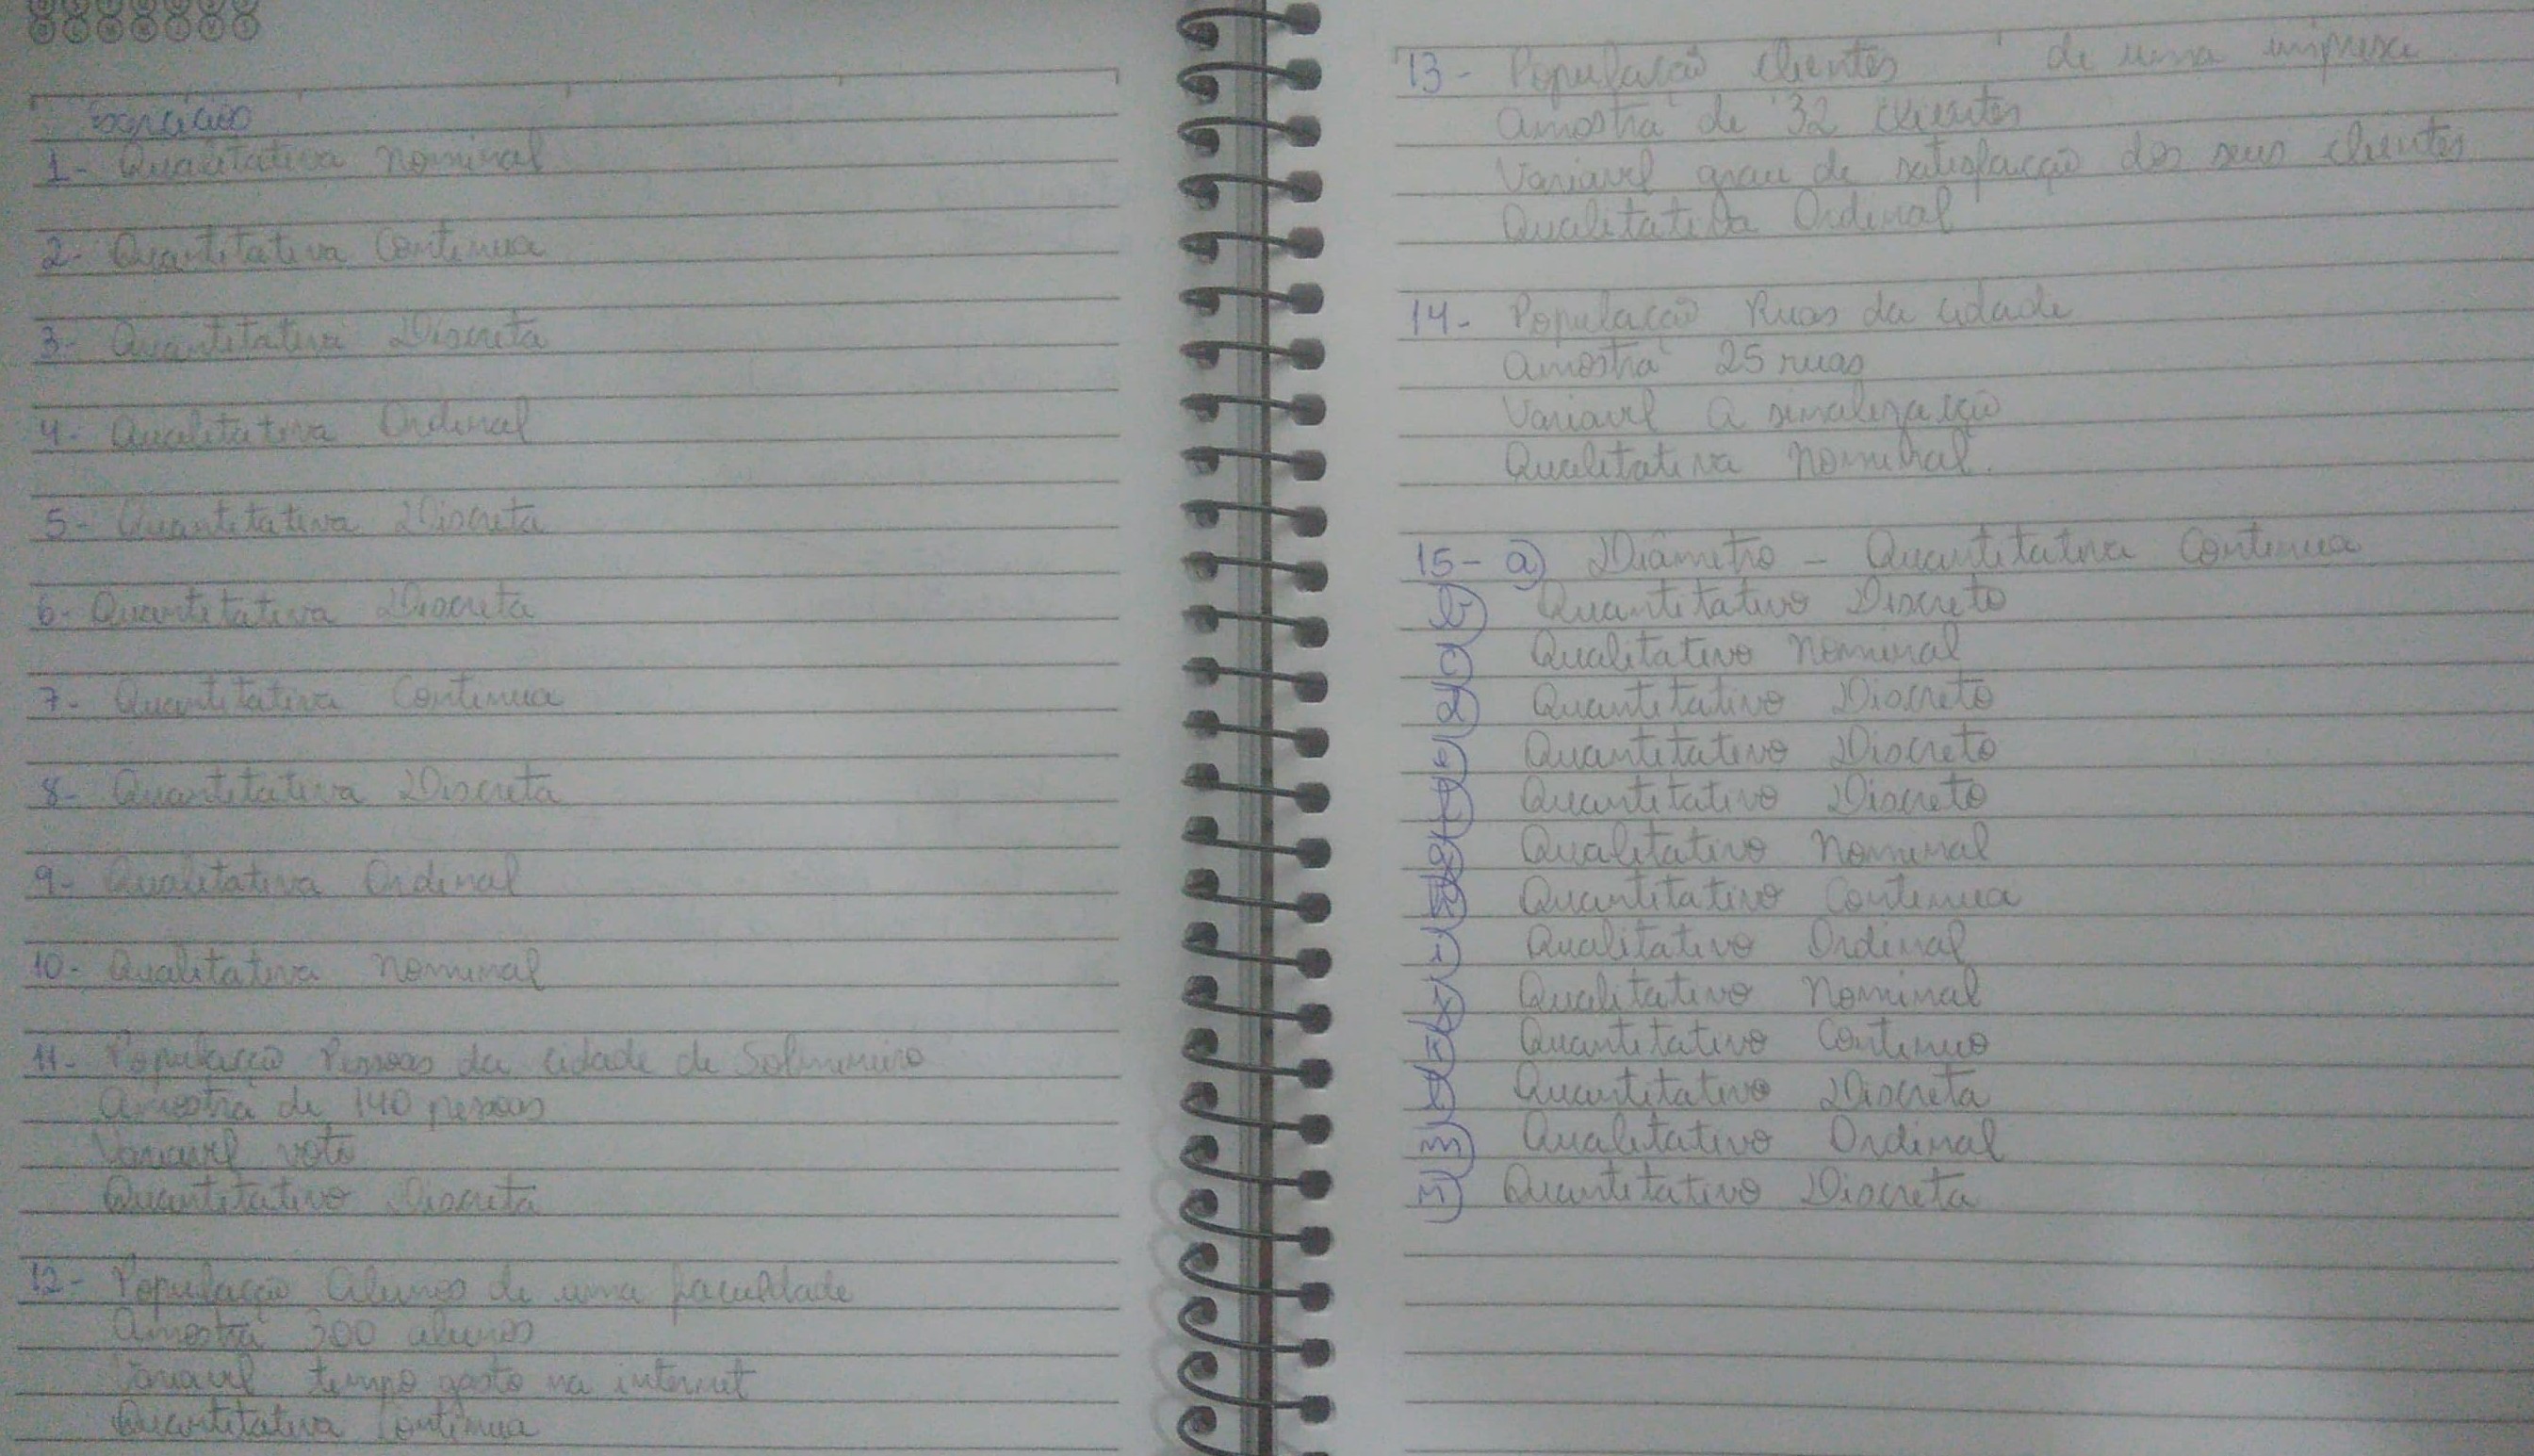 Exercicio
1- Qualitativa Nominal
2- Quantitativa Continua
3- Quantitativa Discreta
4- Qualitativa Ordinal
5- Quantitativa Discreta
6- Quantitativa Discreta
7- Quantitativa Continua
8- Quantitativa Discreta
9- Qualitativa Ordinal
10- Qualitativa Nominal
11- População Pessoas da cidade de
Amostra de 140 pessoas
Variavel voto
Quantitativo Discreta
12- População Alunos de uma faculdade
Amostra 300 alunos
Variavel tempo gasto na internet
Quantitativa Continua
13- População clientes de uma impresa
Amostra de 32 clientes
Variavel grau de satisfacção dos seus clientes
Qualitativa Ordinal
14- População Ruas da cidade
Amostra 25 ruas
Variavel a sinalização
Qualitativa Nominal.
15- a) Diâmetro - Quantitativa Continua
b) Quantitativo Discreto
c) Qualitativo Nominal
d) Quantitativo Discreto
e) Quantitativo Discreto
f) Quantitativo Discreto
g) Qualitativo Nominal
h) Quantitativo Continua
i) Qualitativo Ordinal
Qualitativo Nominal
Quantitativo Continuo
Quantitativo Discreta
m) Qualitativo Ordinal
n) Quantitativo Discreta